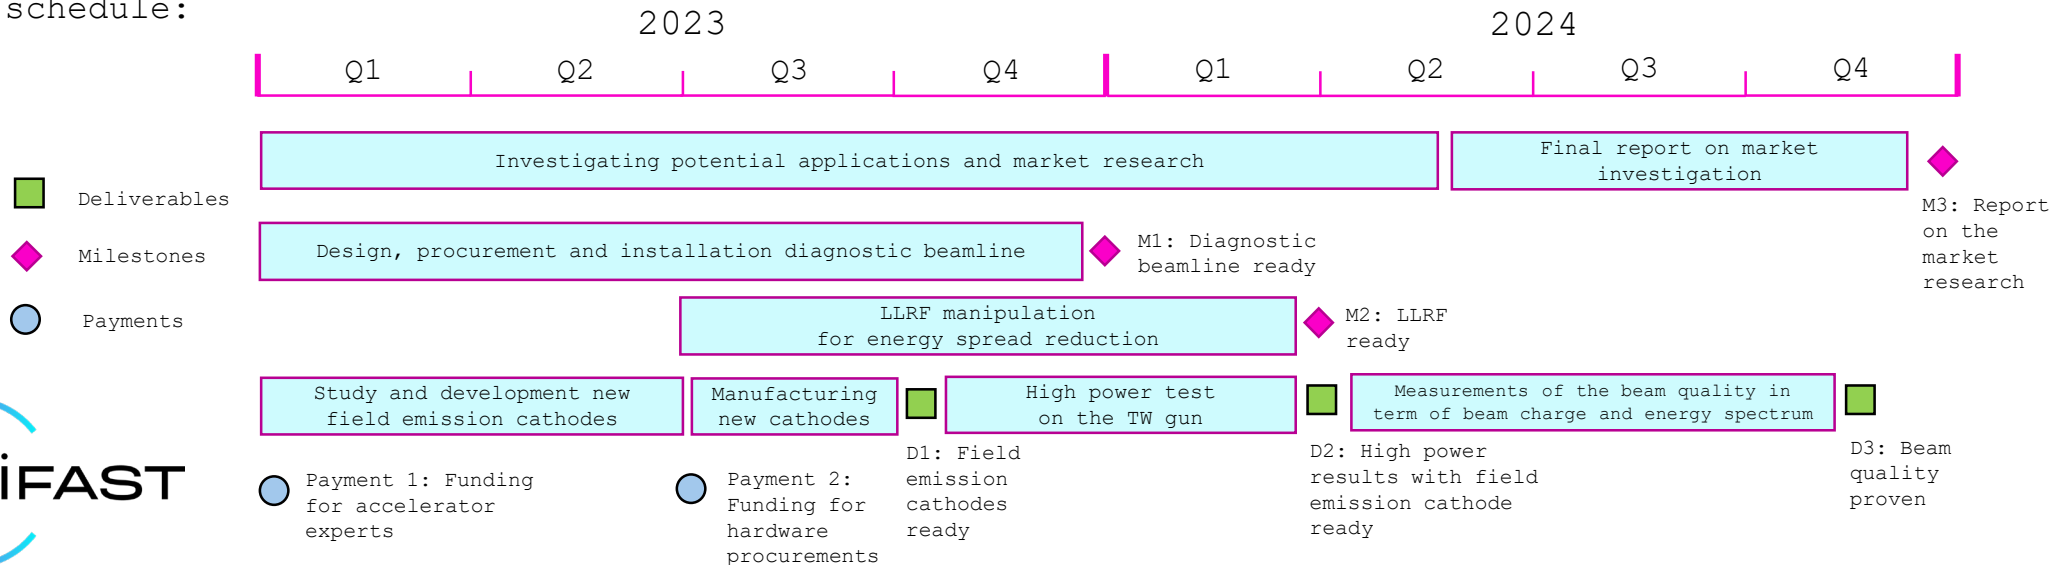 schedule:
2023
2024
Q1
Q2
Q3
Q4
Q1
Q2
Q3
Q4
Investigating potential applications and market research
Final report on market
investigation
Deliverables
M3: Report
on the
market
research
Design, procurement and installation diagnostic beamline
M1: Diagnostic
beamline ready
Milestones
LLRF manipulation
for energy spread reduction
M2: LLRF
ready
Payments
Study and development new
field emission cathodes
Manufacturing
new cathodes
High power test
on the TW gun
Measurements of the beam quality in
term of beam charge and energy spectrum
D1: Field
emission
cathodes
ready
D2: High power
results with field
emission cathode
ready
D3: Beam
quality
proven
iFAST
Payment 1: Funding
for accelerator
experts
Payment 2:
Funding for
hardware
procurements